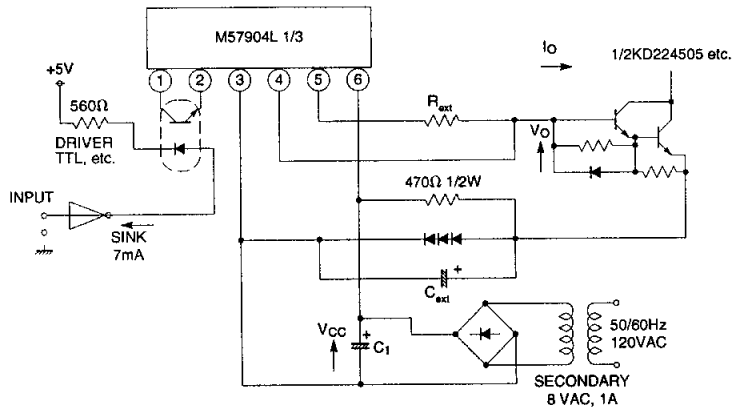 M57904L 1/3
1 2 3 4 5 6
+5V
560Ω
DRIVER
TTL, etc.
INPUT
SINK
7mA
Rext
IO
1/2KD224505 etc.
VO
470Ω 1/2W
Cext
+
VCC
+
C1
50/60Hz
120VAC
SECONDARY
8 VAC, 1A